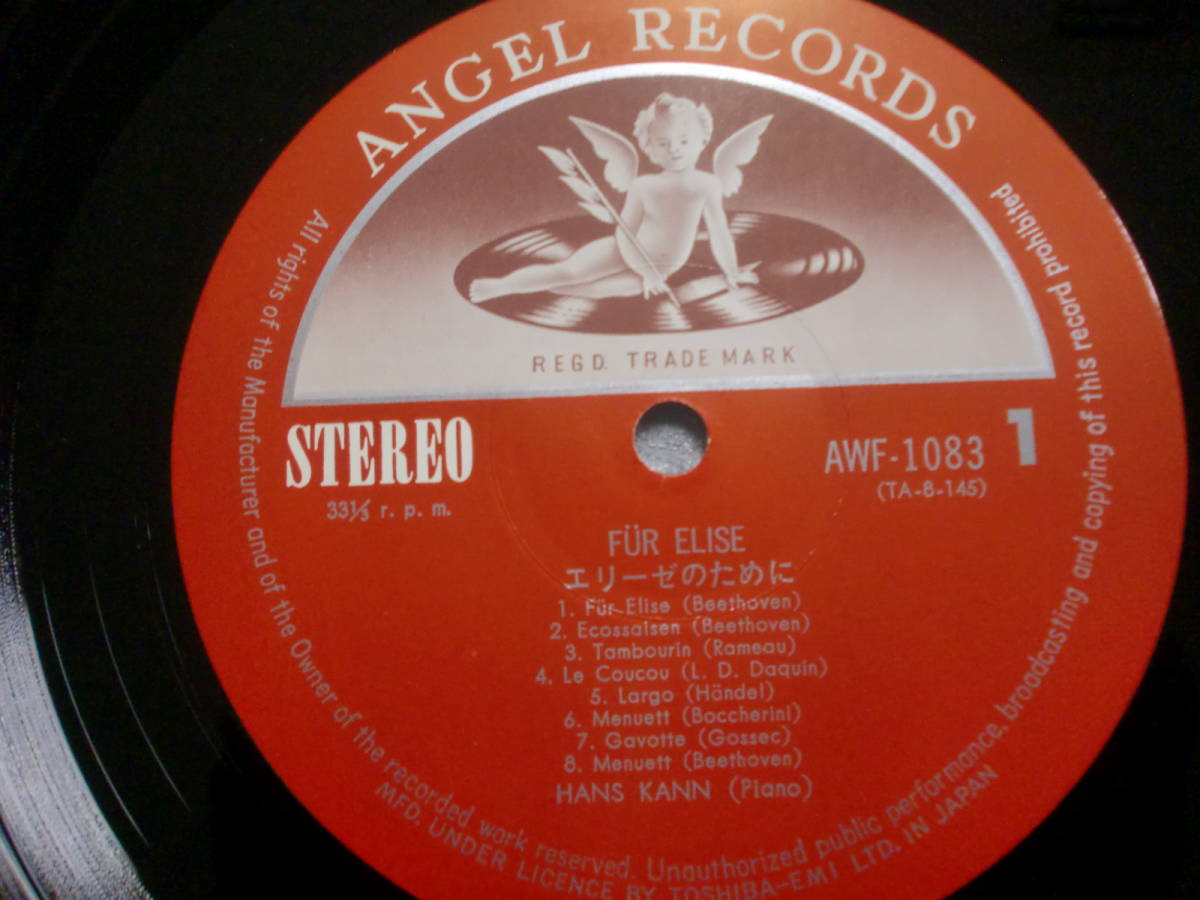 ANGEL RECORDS
REGD. TRADE MARK
STEREO
33⅓ r. p. m.
AWF-1083
(TA-8-145)
1
FÜR ELISE
エリーゼのために
1. Für Elise (Beethoven)
2. Ecossaisen (Beethoven)
3. Tambourin (Rameau)
4. Le Coucou (L. D. Daquin)
5. Largo (Händel)
6. Menuett (Boccherini)
7. Gavotte (Gossec)
8. Menuett (Beethoven)
HANS KANN (Piano)
All rights of the Manufacturer and of the Owner of the recorded work reserved. Unauthorized public performance, broadcasting and copying of this record prohibited
MFD. UNDER LICENCE BY TOSHIBA-EMI LTD. IN JAPAN